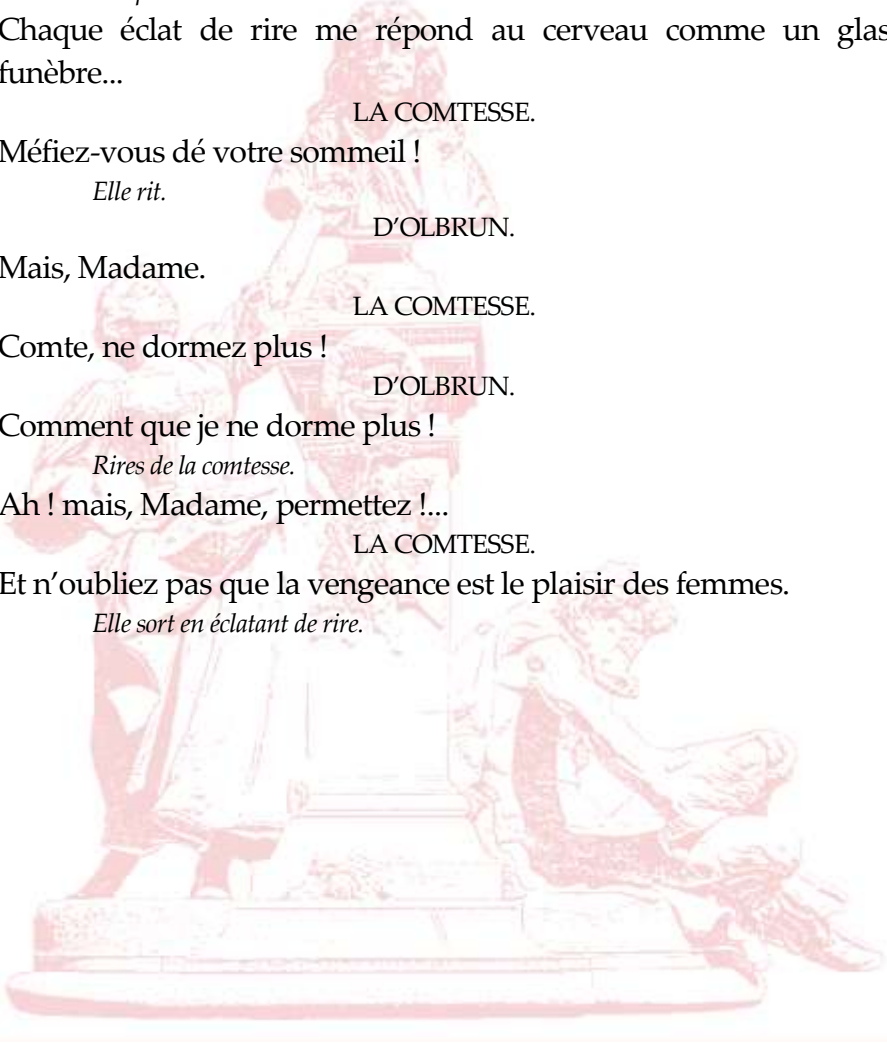 Chaque éclat de rire me répond au cerveau comme un glas
funèbre...
LA COMTESSE.
Méfiez-vous dé votre sommeil !
Elle rit.
D'OLBRUN.
Mais, Madame.
LA COMTESSE.
Comte, ne dormez plus !
D'OLBRUN.
Comment que je ne dorme plus !
Rires de la comtesse.
Ah ! mais, Madame, permettez !...
LA COMTESSE.
Et n'oubliez pas que la vengeance est le plaisir des femmes.
Elle sort en éclatant de rire.